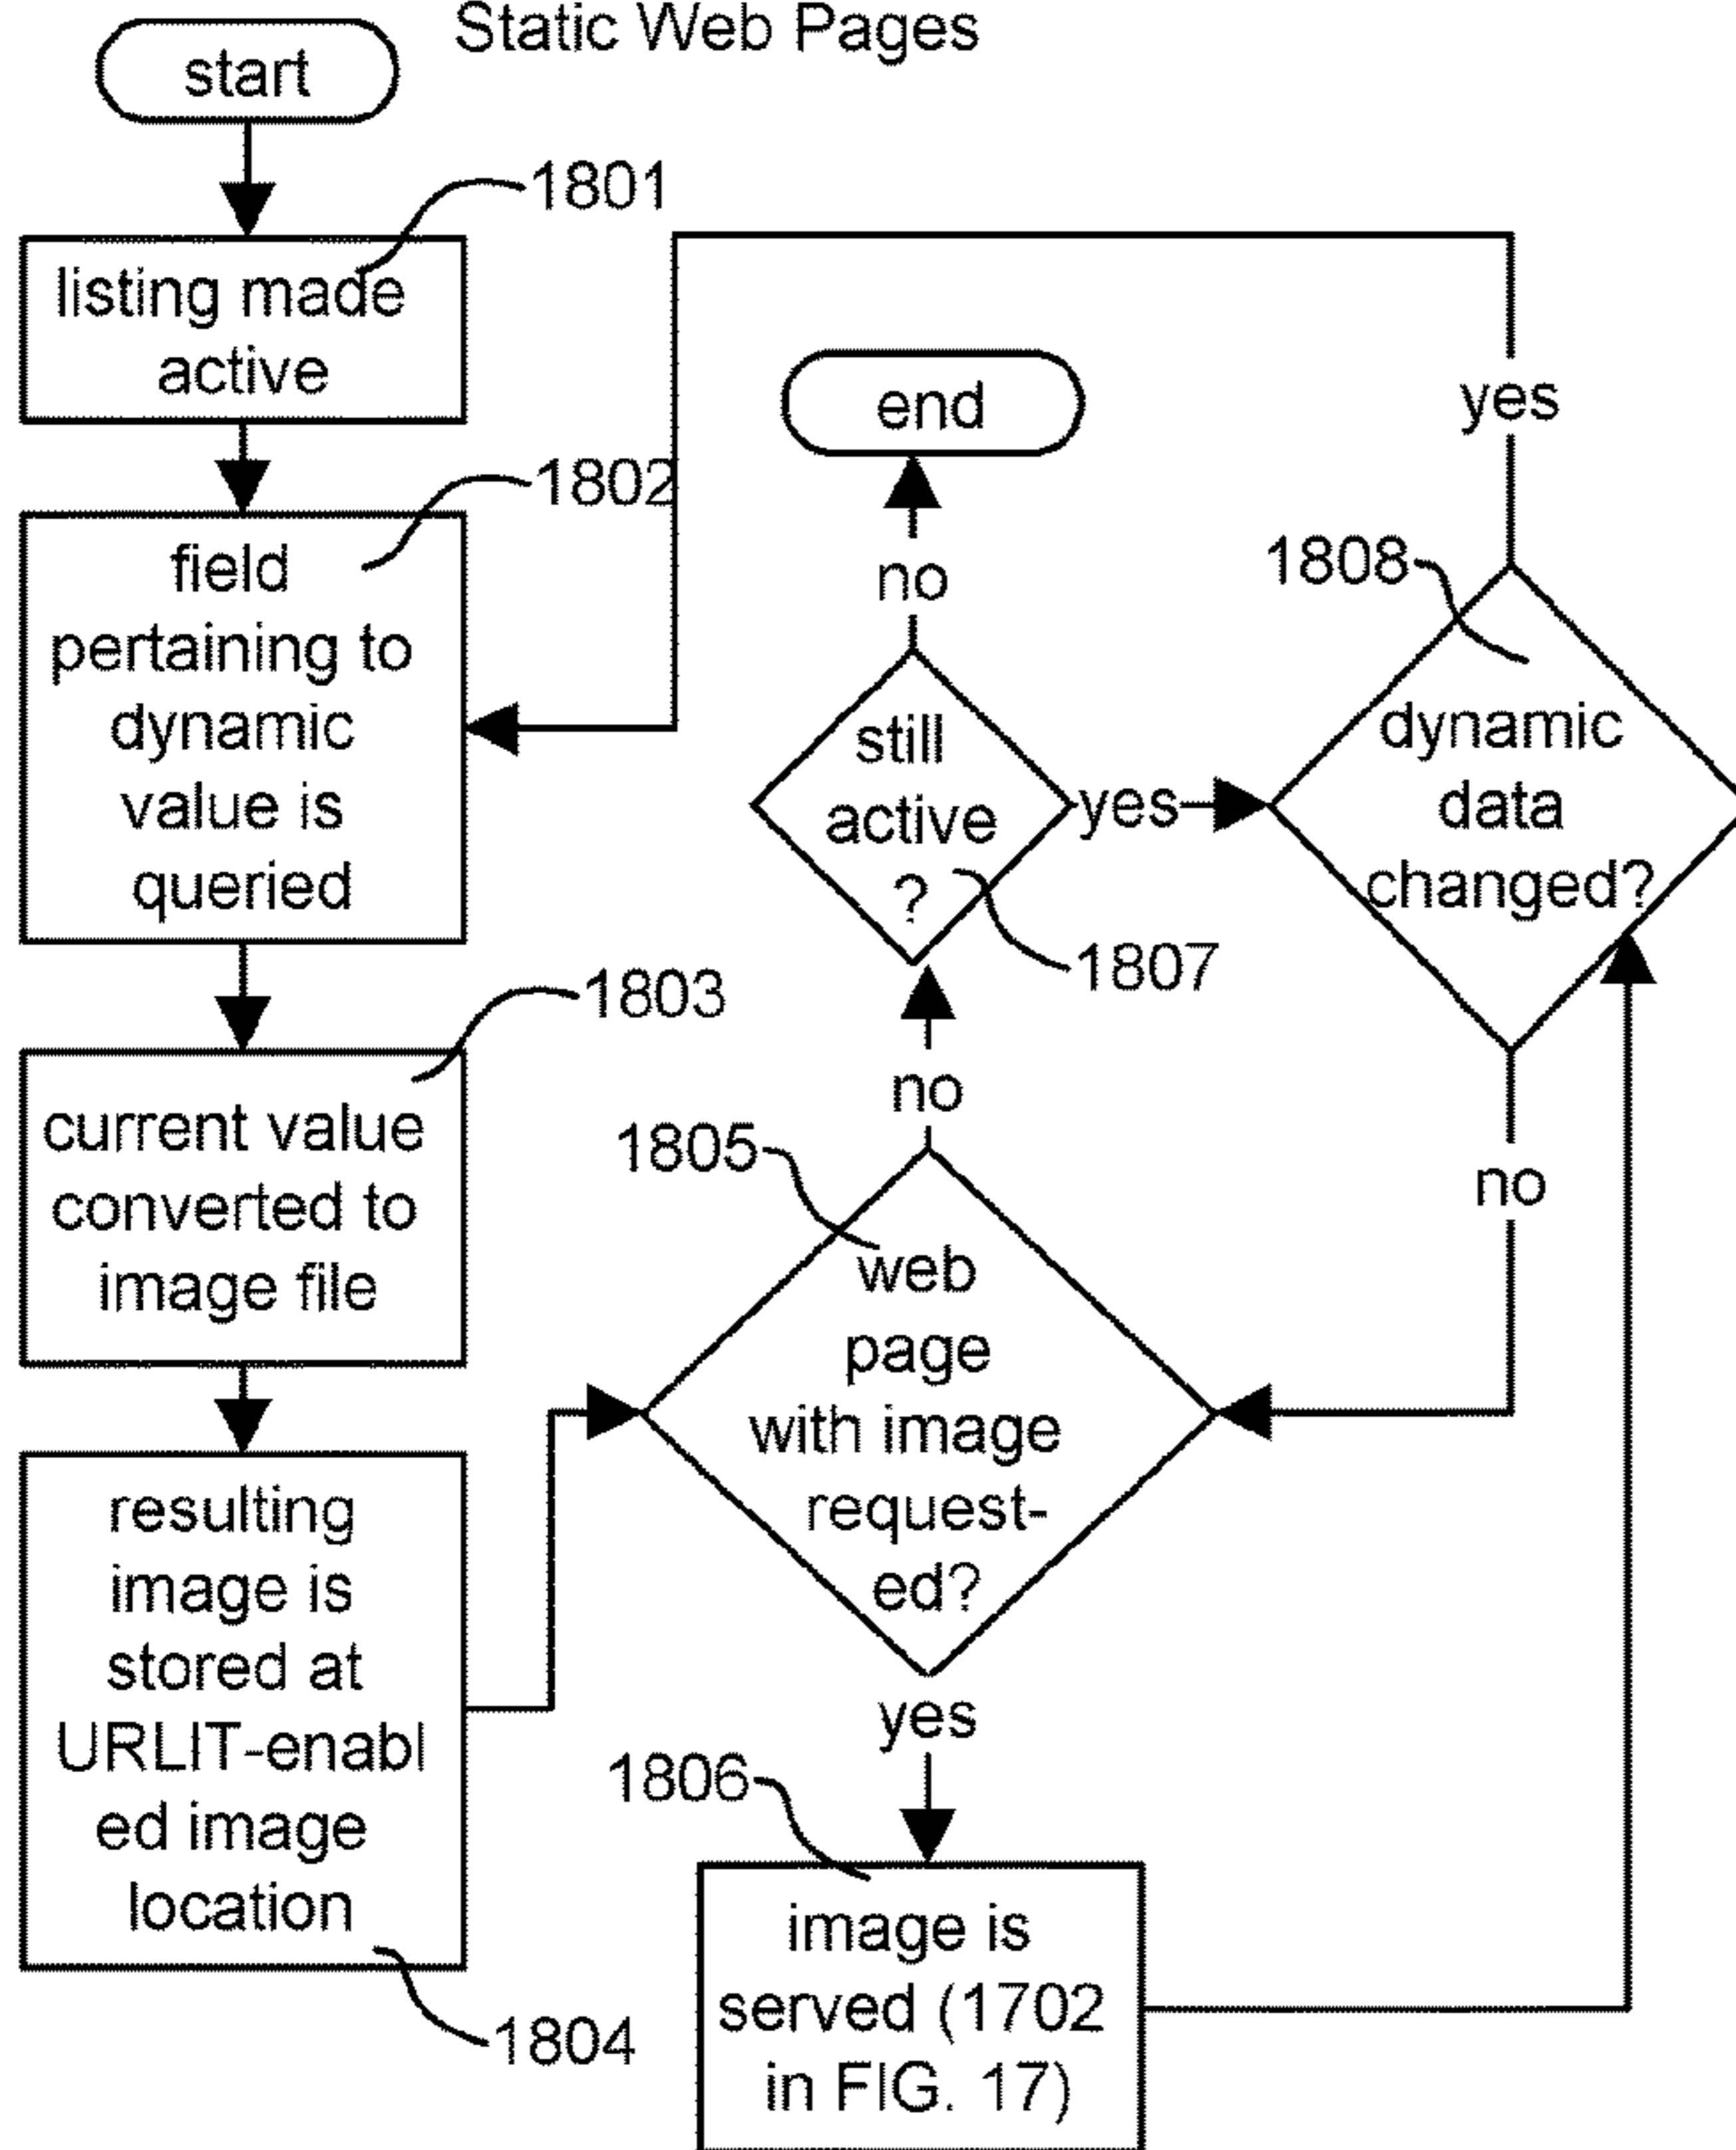 Static Web Pages
start
1801
listing made
active
1802
field
pertaining to
dynamic
value is
queried
1803
current value
converted to
image file
resulting
image is
stored at
URLIT-enabl
ed image
location
1804
end
no
still
active
?
1807
yes
1808
dynamic
data
changed?
yes
no
no
1805
web
page
with image
request-
ed?
yes
1806
image is
served (1702
in FIG. 17)